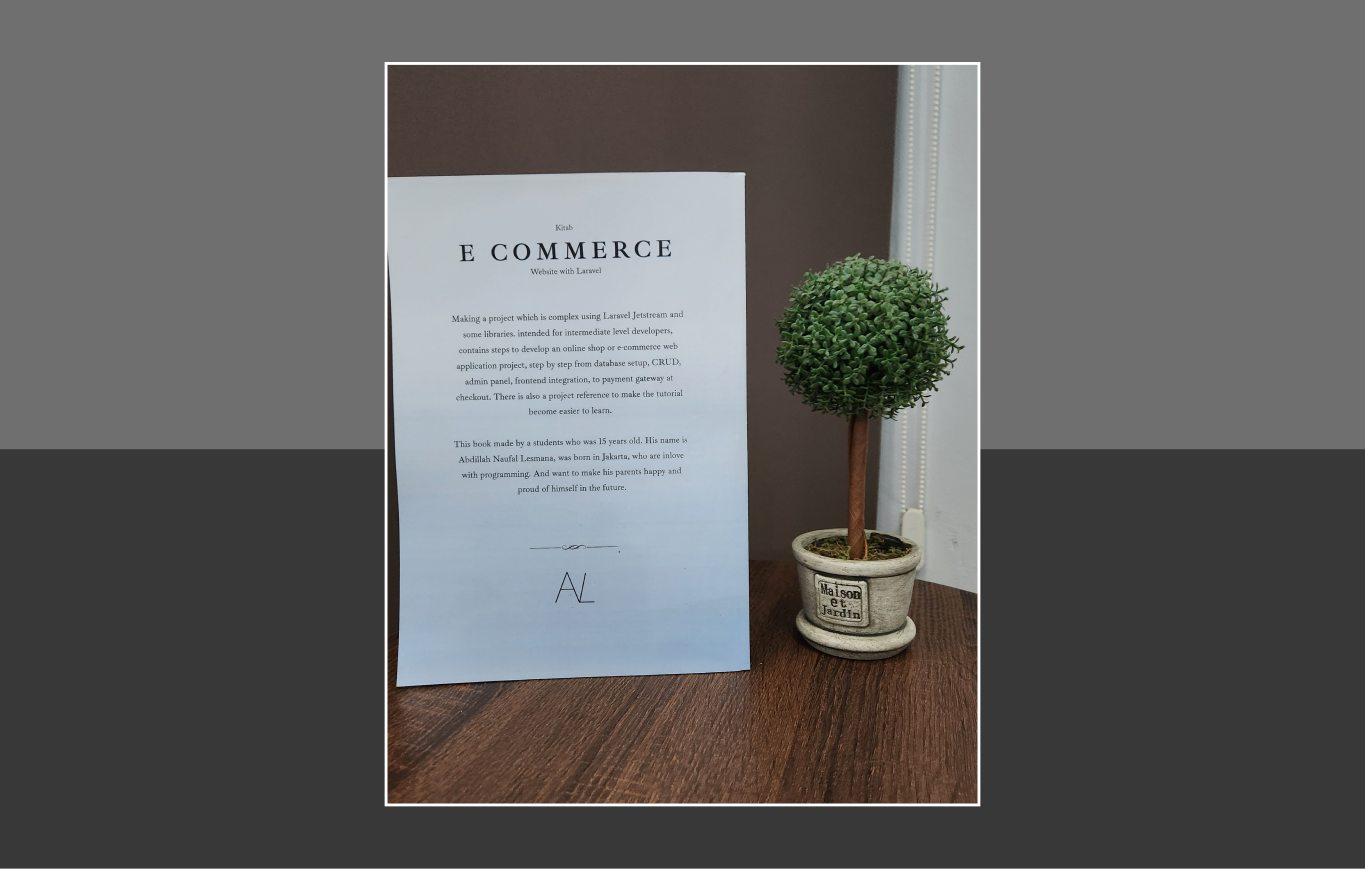 Kitab
E COMMERCE
Website with Laravel
Making a project which is complex using Laravel Jetstream and
some libraries. intended for intermediate level developers,
contains steps to develop an online shop or e-commerce web
application project, step by step from database setup, CRUD,
admin panel, frontend integration, to payment gateway at
checkout. There is also a project reference to make the tutorial
become easier to learn.
This book made by a students who was 15 years old. His name is
Abdillah Naufal Lesmana, was born in Jakarta, who are inlove
with programming. And want to make his parents happy and
proud of himself in the future.
AL
Maison
et
Jardin